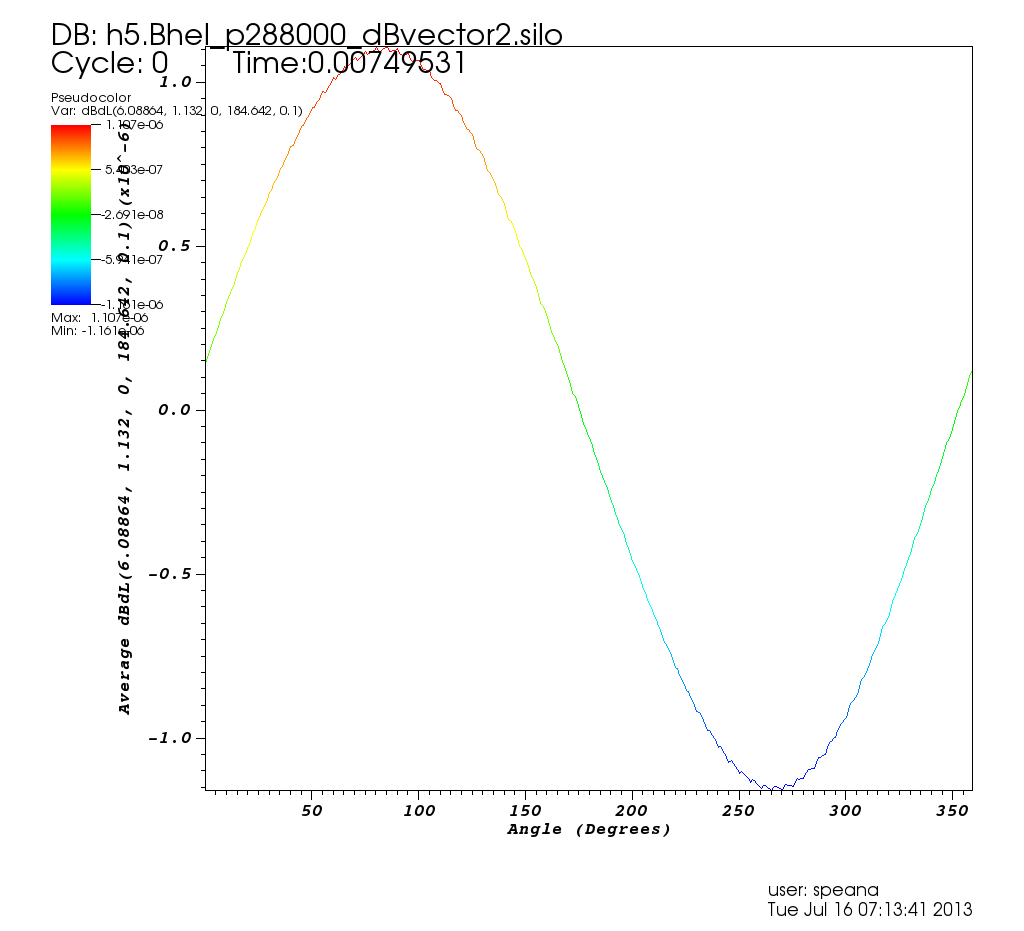 DB: h5.Bhel_p288000_dBvector2.silo
Cycle: 0 Time:0.00749531
Pseudocolor
Var: dBdL(6.08864, 1.132, 0, 184.642, 0.1)
1.107e-06
5.403e-07
-2.691e-08
-5.941e-07
-1.161e-06
Max: 1.107e-06
Min: -1.161e-06
Average dBdL(6.08864, 1.132, 0, 184.642, 0.1) (x10^-6)
1.0
0.5
0.0
-0.5
-1.0
50 100 150 200 250 300 350
Angle (Degrees)
user: speana
Tue Jul 16 07:13:41 2013